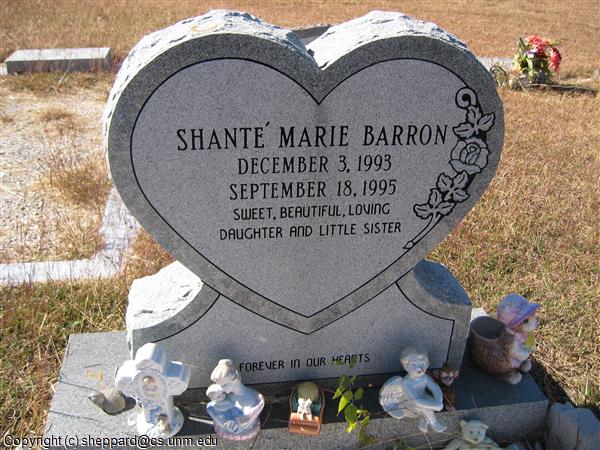 SHANTE´ MARIE BARRON
DECEMBER 3, 1993
SEPTEMBER 18, 1995
SWEET, BEAUTIFUL, LOVING
DAUGHTER AND LITTLE SISTER
FOREVER IN OUR HEARTS
Copyright (c) sheppard@cs.unm.edu